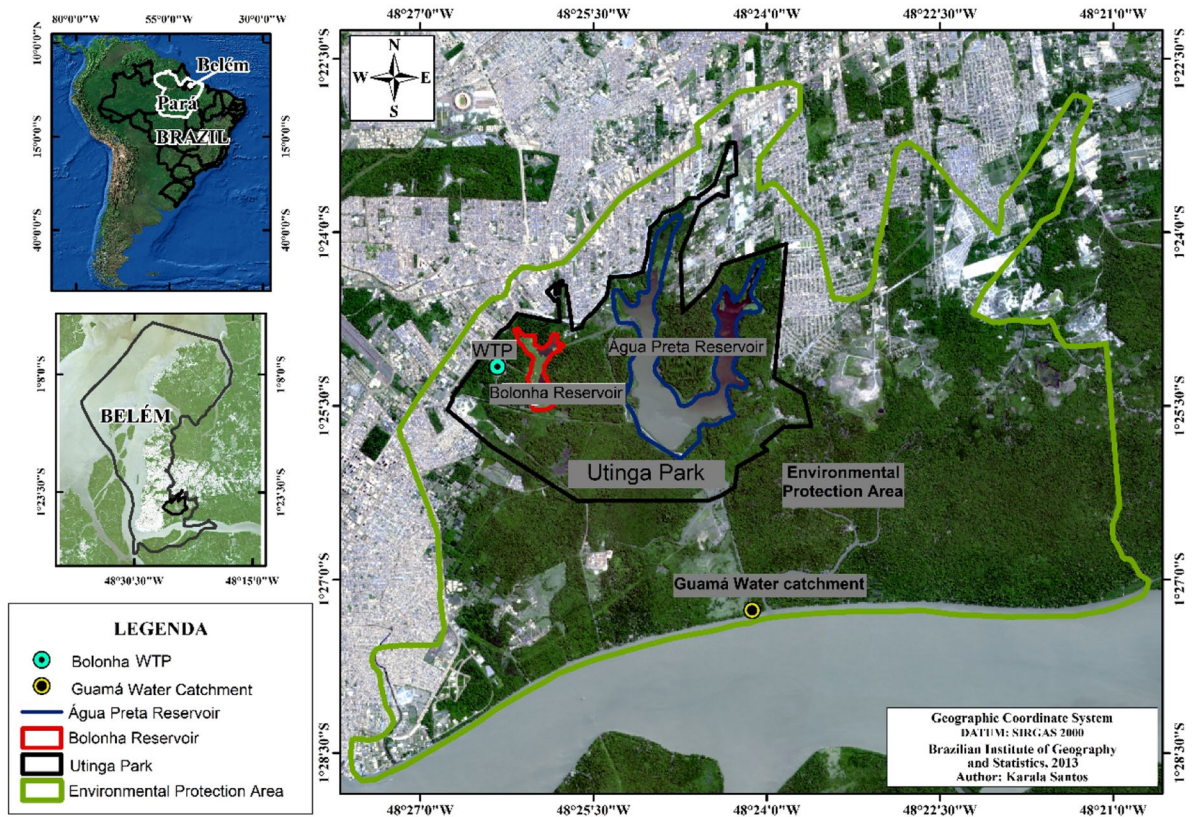 80°0'0"W 55°0'0"W 30°0'0"W
10°0'0"N
10°0'0"N
15°0'0"S
15°0'0"S
40°0'0"S
40°0'0"S
Belém
Pará
BRAZIL
1°8'0"S
1°8'0"S
1°23'30"S
1°23'30"S
BELÉM
48°30'30"W 48°15'0"W
LEGENDA
Bolonha WTP
Guamá Water Catchment
Água Preta Reservoir
Bolonha Reservoir
Utinga Park
Environmental Protection Area
48°27'0"W 48°25'30"W 48°24'0"W 48°22'30"W 48°21'0"W
1°22'30"S
1°22'30"S
1°24'0"S
1°24'0"S
1°25'30"S
1°25'30"S
1°27'0"S
1°27'0"S
1°28'30"S
1°28'30"S
N
W E
S
WTP
Água Preta Reservoir
Bolonha Reservoir
Utinga Park
Environmental
Protection Area
Guamá Water catchment
Geographic Coordinate System
DATUM: SIRGAS 2000
Brazilian Institute of Geography
and Statistics, 2013
Author: Karala Santos
48°27'0"W 48°25'30"W 48°24'0"W 48°22'30"W 48°21'0"W